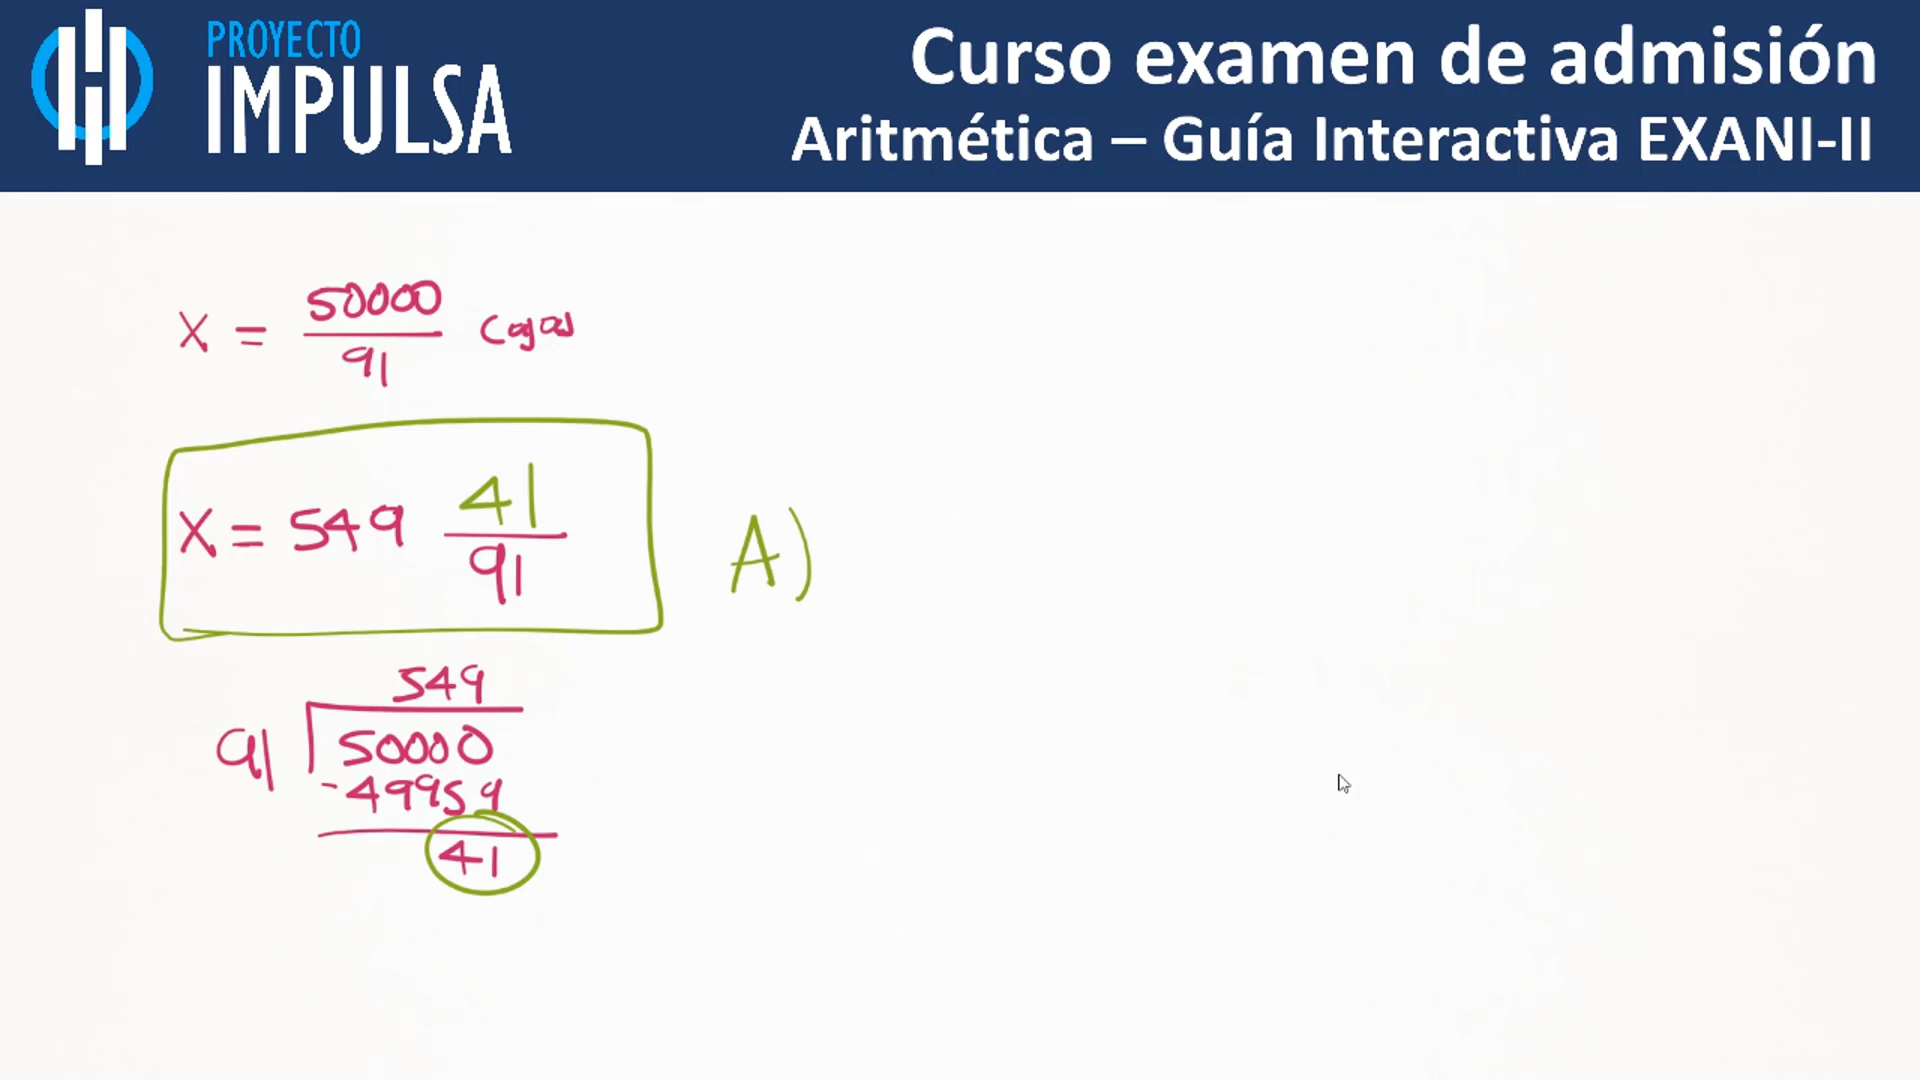 PROYECTO
IMPULSA
Curso examen de admisión
Aritmética – Guía Interactiva EXANI-II
X = 50000/91 cajas
X = 549 41/91
A)
549
91 50000
-49959
41